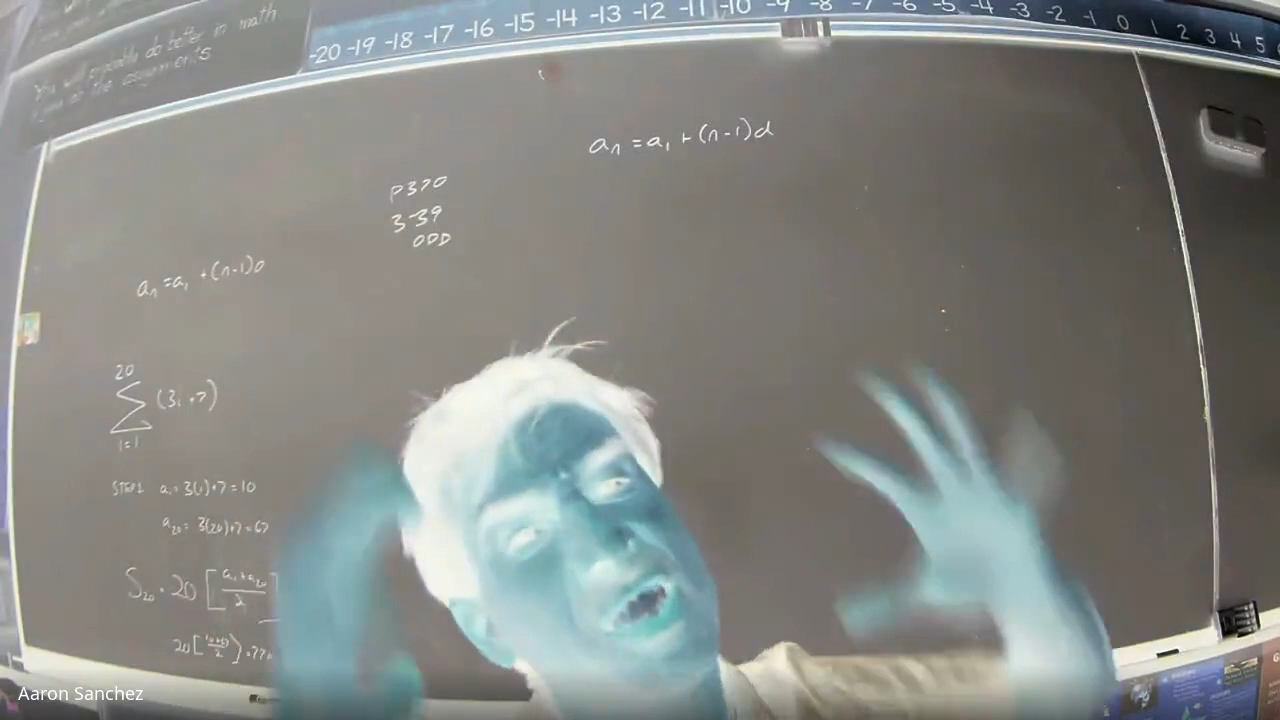 You will probably do better in math
if you do the assignments
-20 -19 -18 -17 -16 -15 -14 -13 -12 -11 -10 -9 -8 -7 -6 -5 -4 -3 -2 -1 0 1 2 3 4 5
aₙ = a₁ + (n-1)d
P370
3-39
ODD
aₙ = a₁ + (n-1)d
20
∑ (3i + 7)
i=1
STEP1 a₁ = 3(1)+7 = 10
a₂₀ = 3(20)+7 = 67
S₂₀ = 20 [a₁+a₂₀ / 2]
20 [10+67 / 2] = 770
Aaron Sanchez